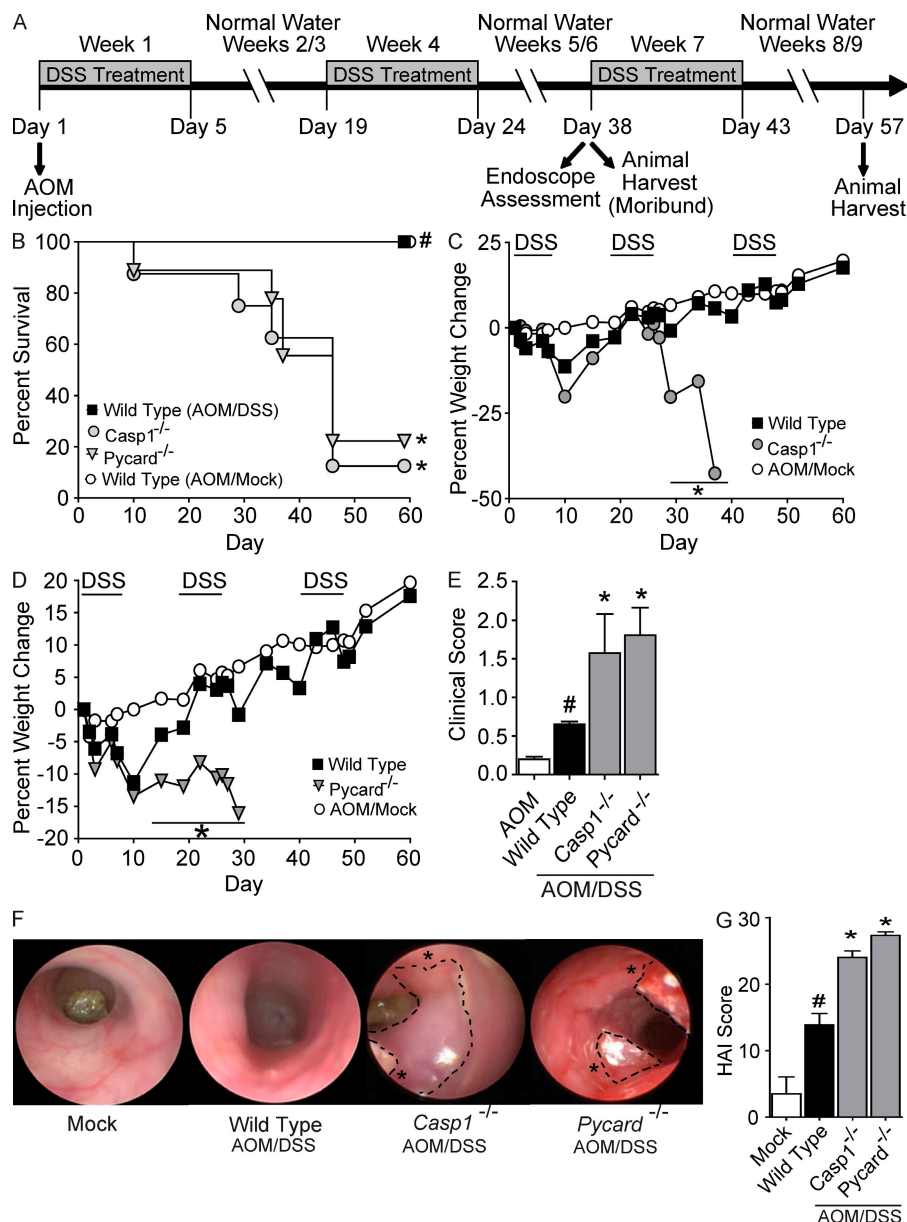 A
Normal Water
Normal Water
Normal Water
Week 1
Weeks 2/3
Week 4
Weeks 5/6
Week 7
Weeks 8/9
DSS Treatment
DSS Treatment
DSS Treatment
Day 1
Day 5
Day 19
Day 24
Day 38
Day 43
Day 57
AOM
Injection
Endoscope
Assessment
Animal
Harvest
(Moribund)
Animal
Harvest
B
Percent Survival
100
80
60
40
20
0
#
Wild Type (AOM/DSS)
Casp1-/-
Pycard-/-
Wild Type (AOM/Mock)
*
*
0 10 20 30 40 50 60
Day
C
Percent Weight Change
25
0
-25
-50
DSS DSS DSS
Wild Type
Casp1-/-
AOM/Mock
*
0 10 20 30 40 50 60
Day
D
Percent Weight Change
20
15
10
5
0
-5
-10
-15
-20
DSS DSS DSS
Wild Type
Pycard-/-
AOM/Mock
*
0 10 20 30 40 50 60
Day
E
Clinical Score
2.5
2.0
1.5
1.0
0.5
0.0
# * *
AOM
Wild Type
Casp1-/-
Pycard-/-
AOM/DSS
F
* * * *
Mock
Wild Type
AOM/DSS
Casp1-/-
AOM/DSS
Pycard-/-
AOM/DSS
G
HAI Score
30
20
10
0
# * *
Mock
Wild Type
Casp1-/-
Pycard-/-
AOM/DSS